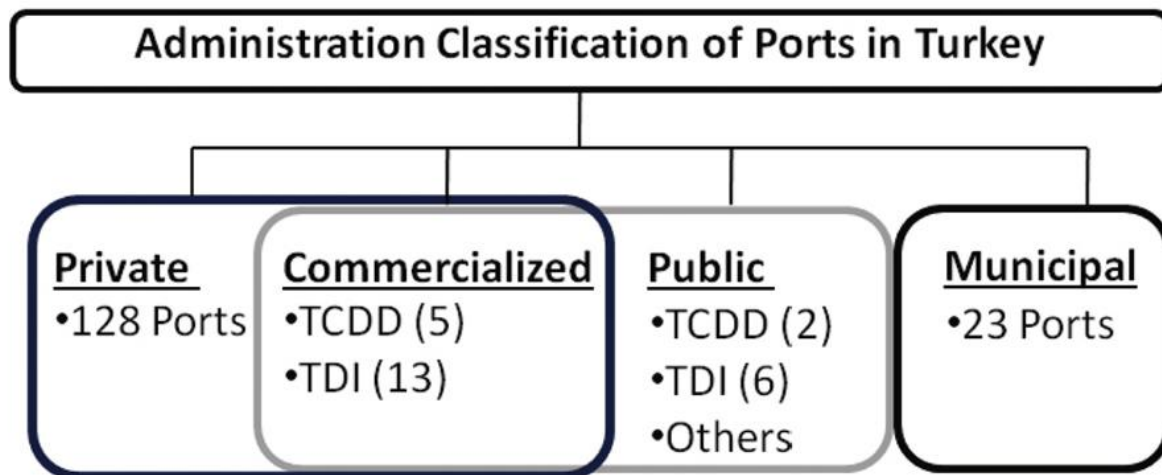 Administration Classification of Ports in Turkey
Private
•128 Ports
Commercialized
•TCDD (5)
•TDI (13)
Public
•TCDD (2)
•TDI (6)
•Others
Municipal
•23 Ports